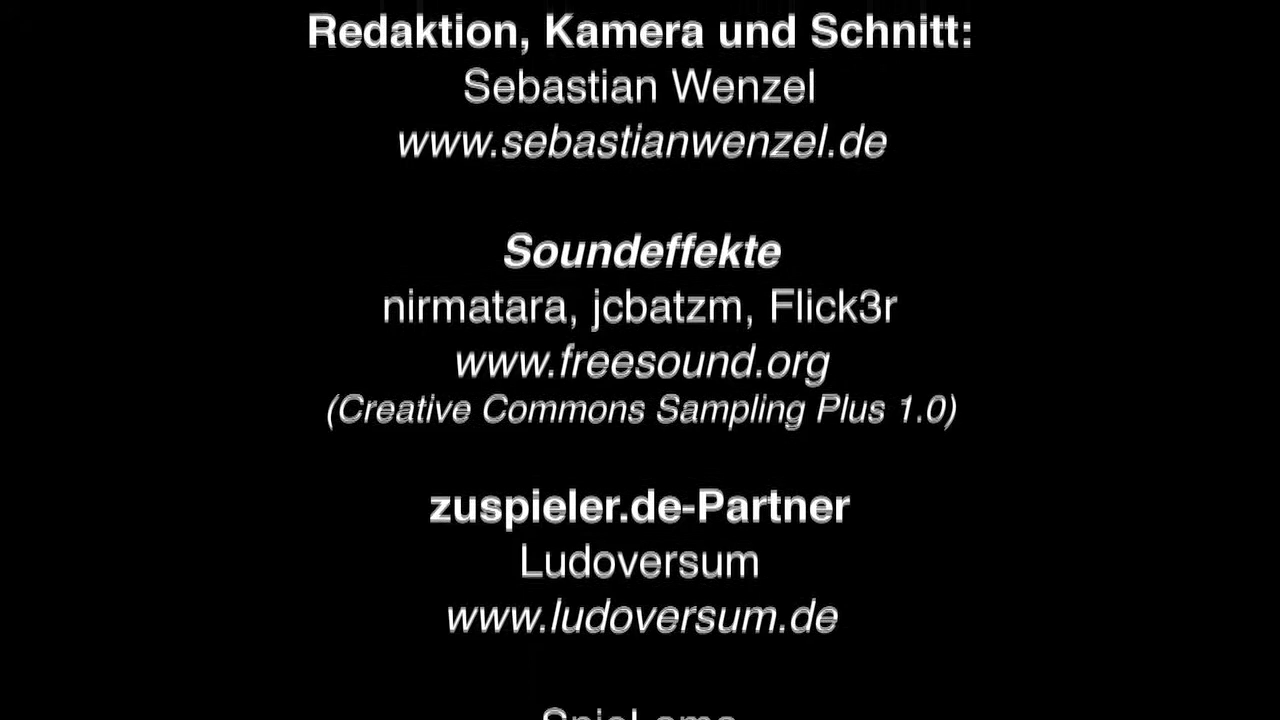 Redaktion, Kamera und Schnitt:
Sebastian Wenzel
www.sebastianwenzel.de
Soundeffekte
nirmatara, jcbatzm, Flick3r
www.freesound.org
(Creative Commons Sampling Plus 1.0)
zuspieler.de-Partner
Ludoversum
www.ludoversum.de